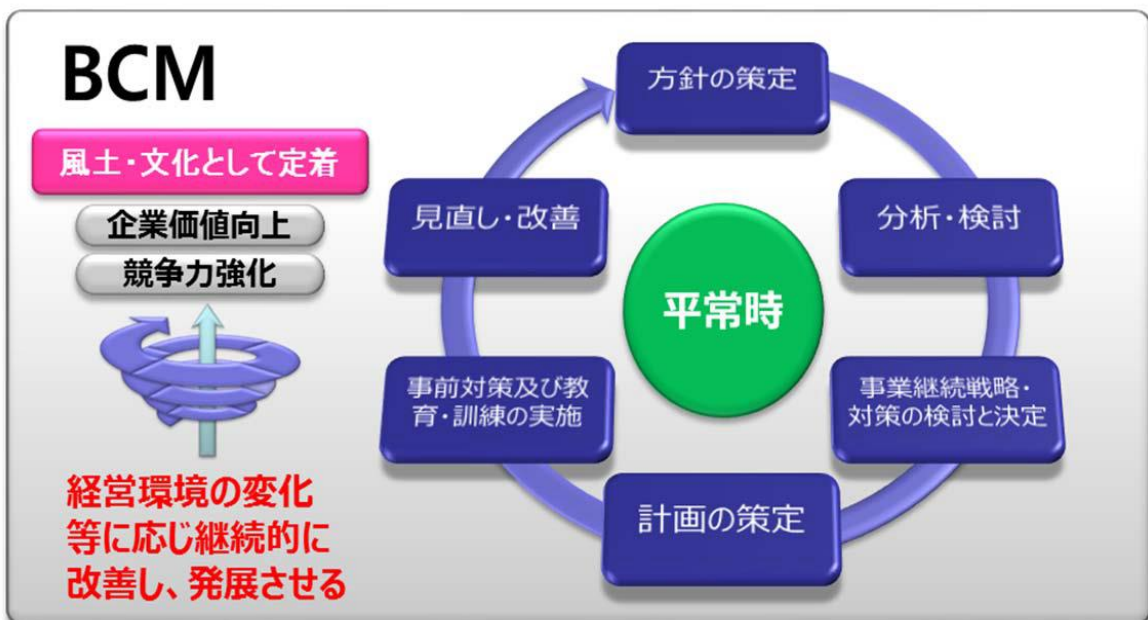 BCM
風土・文化として定着
企業価値向上
競争力強化
経営環境の変化
等に応じ継続的に
改善し、発展させる
方針の策定
分析・検討
事業継続戦略・
対策の検討と決定
計画の策定
事前対策及び教
育・訓練の実施
見直し・改善
平常時